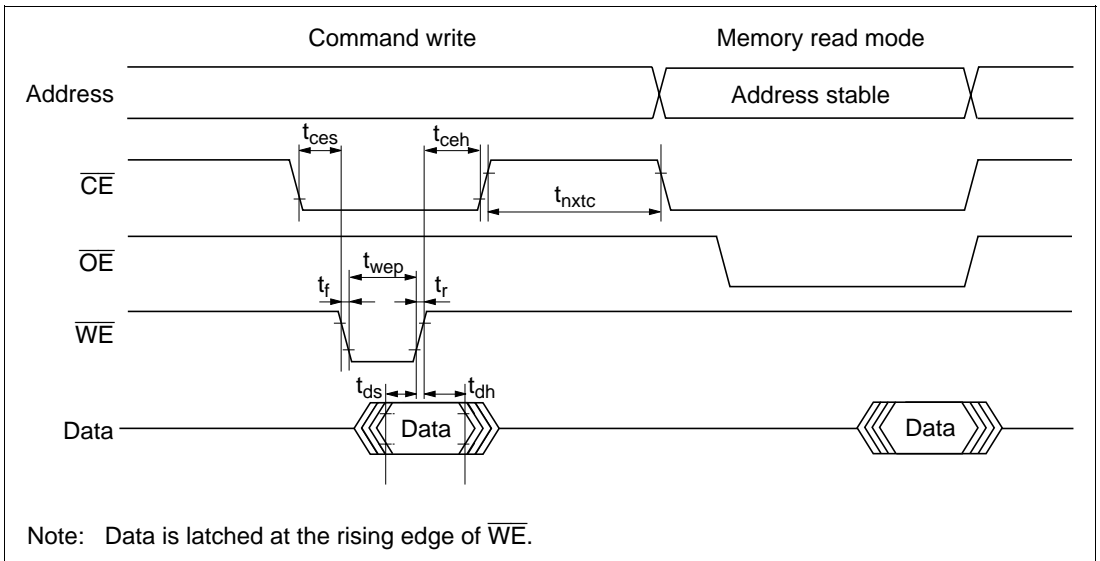 Command write Memory read mode
Address Address stable
tces tceh
CE tnxtc
OE twep
tf tr
WE
tds tdh
Data Data Data
Note: Data is latched at the rising edge of WE.